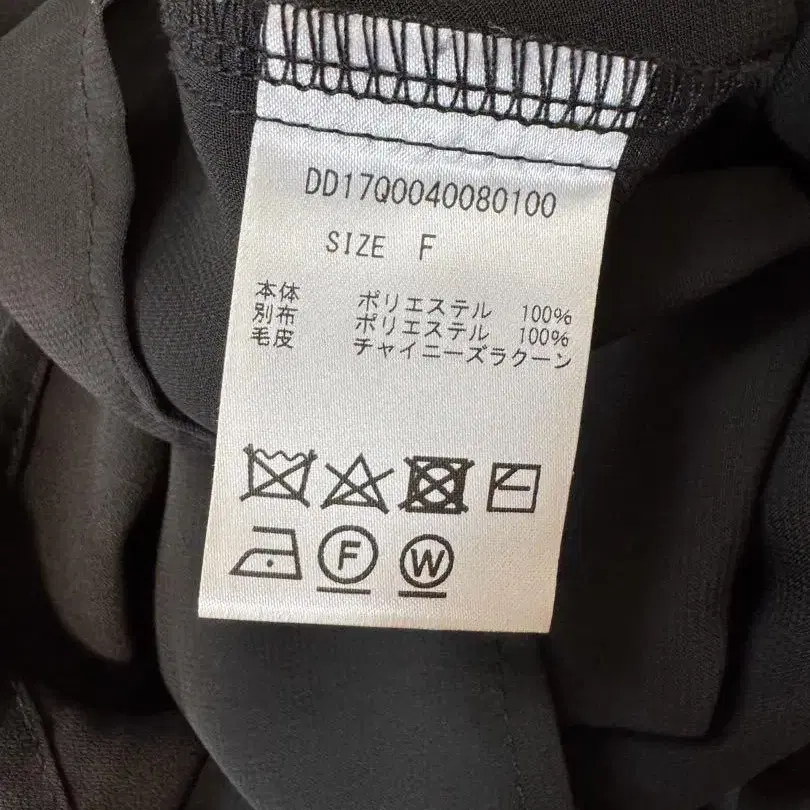 DD17Q0040080100
SIZE F
本体 ポリエステル 100%
別布 ポリエステル 100%
毛皮 チャイニーズラクーン
F W